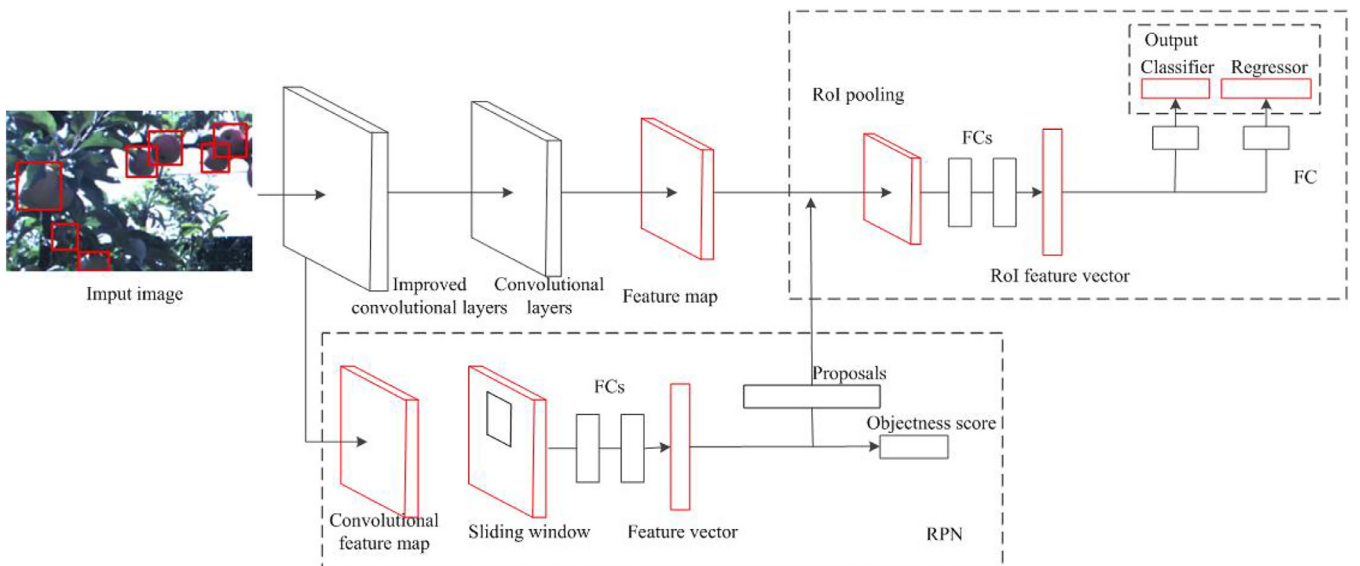 Output
Classifier Regressor
RoI pooling
FCs
FC
RoI feature vector
Imput image
Improved
convolutional layers
Convolutional
layers
Feature map
Proposals
FCs
Objectness score
Convolutional
feature map
Sliding window
Feature vector
RPN